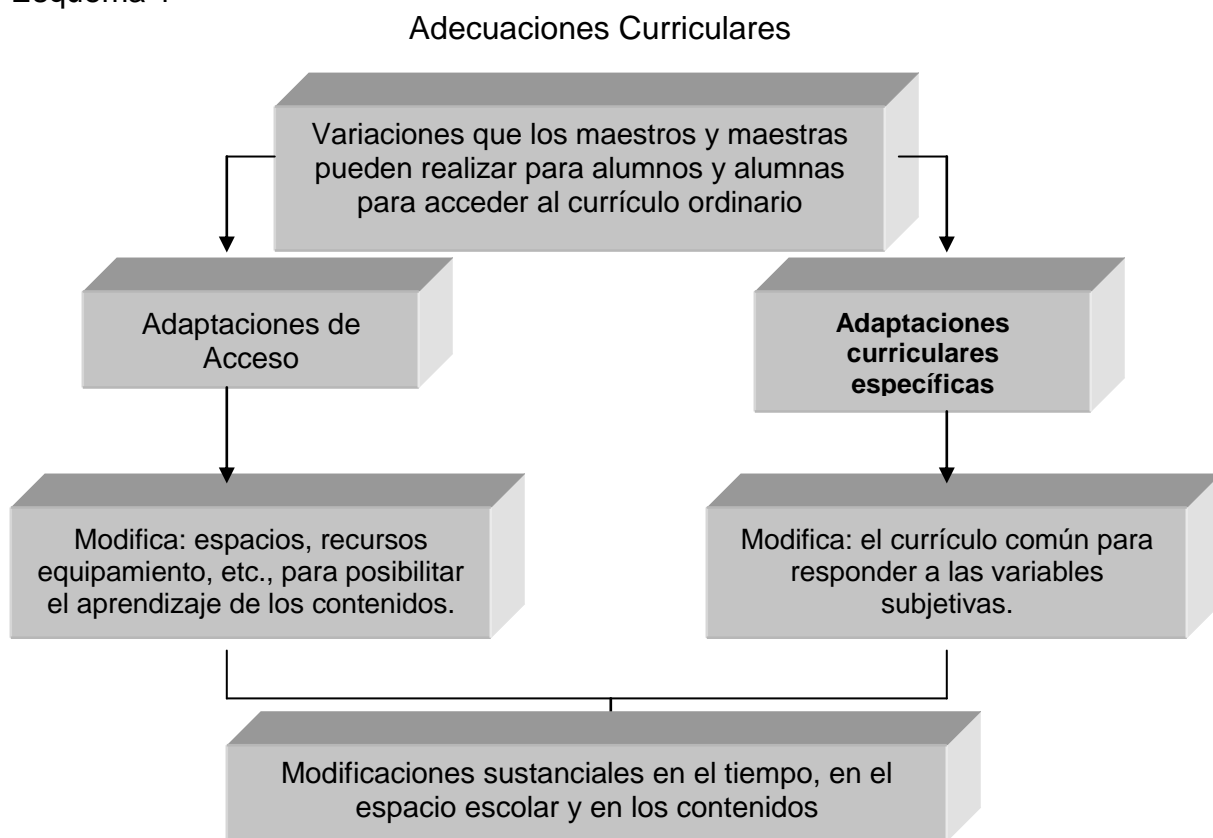 Adecuaciones Curriculares
Variaciones que los maestros y maestras
pueden realizar para alumnos y alumnas
para acceder al currículo ordinario
Adaptaciones de
Acceso
Adaptaciones
curriculares
específicas
Modifica: espacios, recursos
equipamiento, etc., para posibilitar
el aprendizaje de los contenidos.
Modifica: el currículo común para
responder a las variables
subjetivas.
Modificaciones sustanciales en el tiempo, en el
espacio escolar y en los contenidos